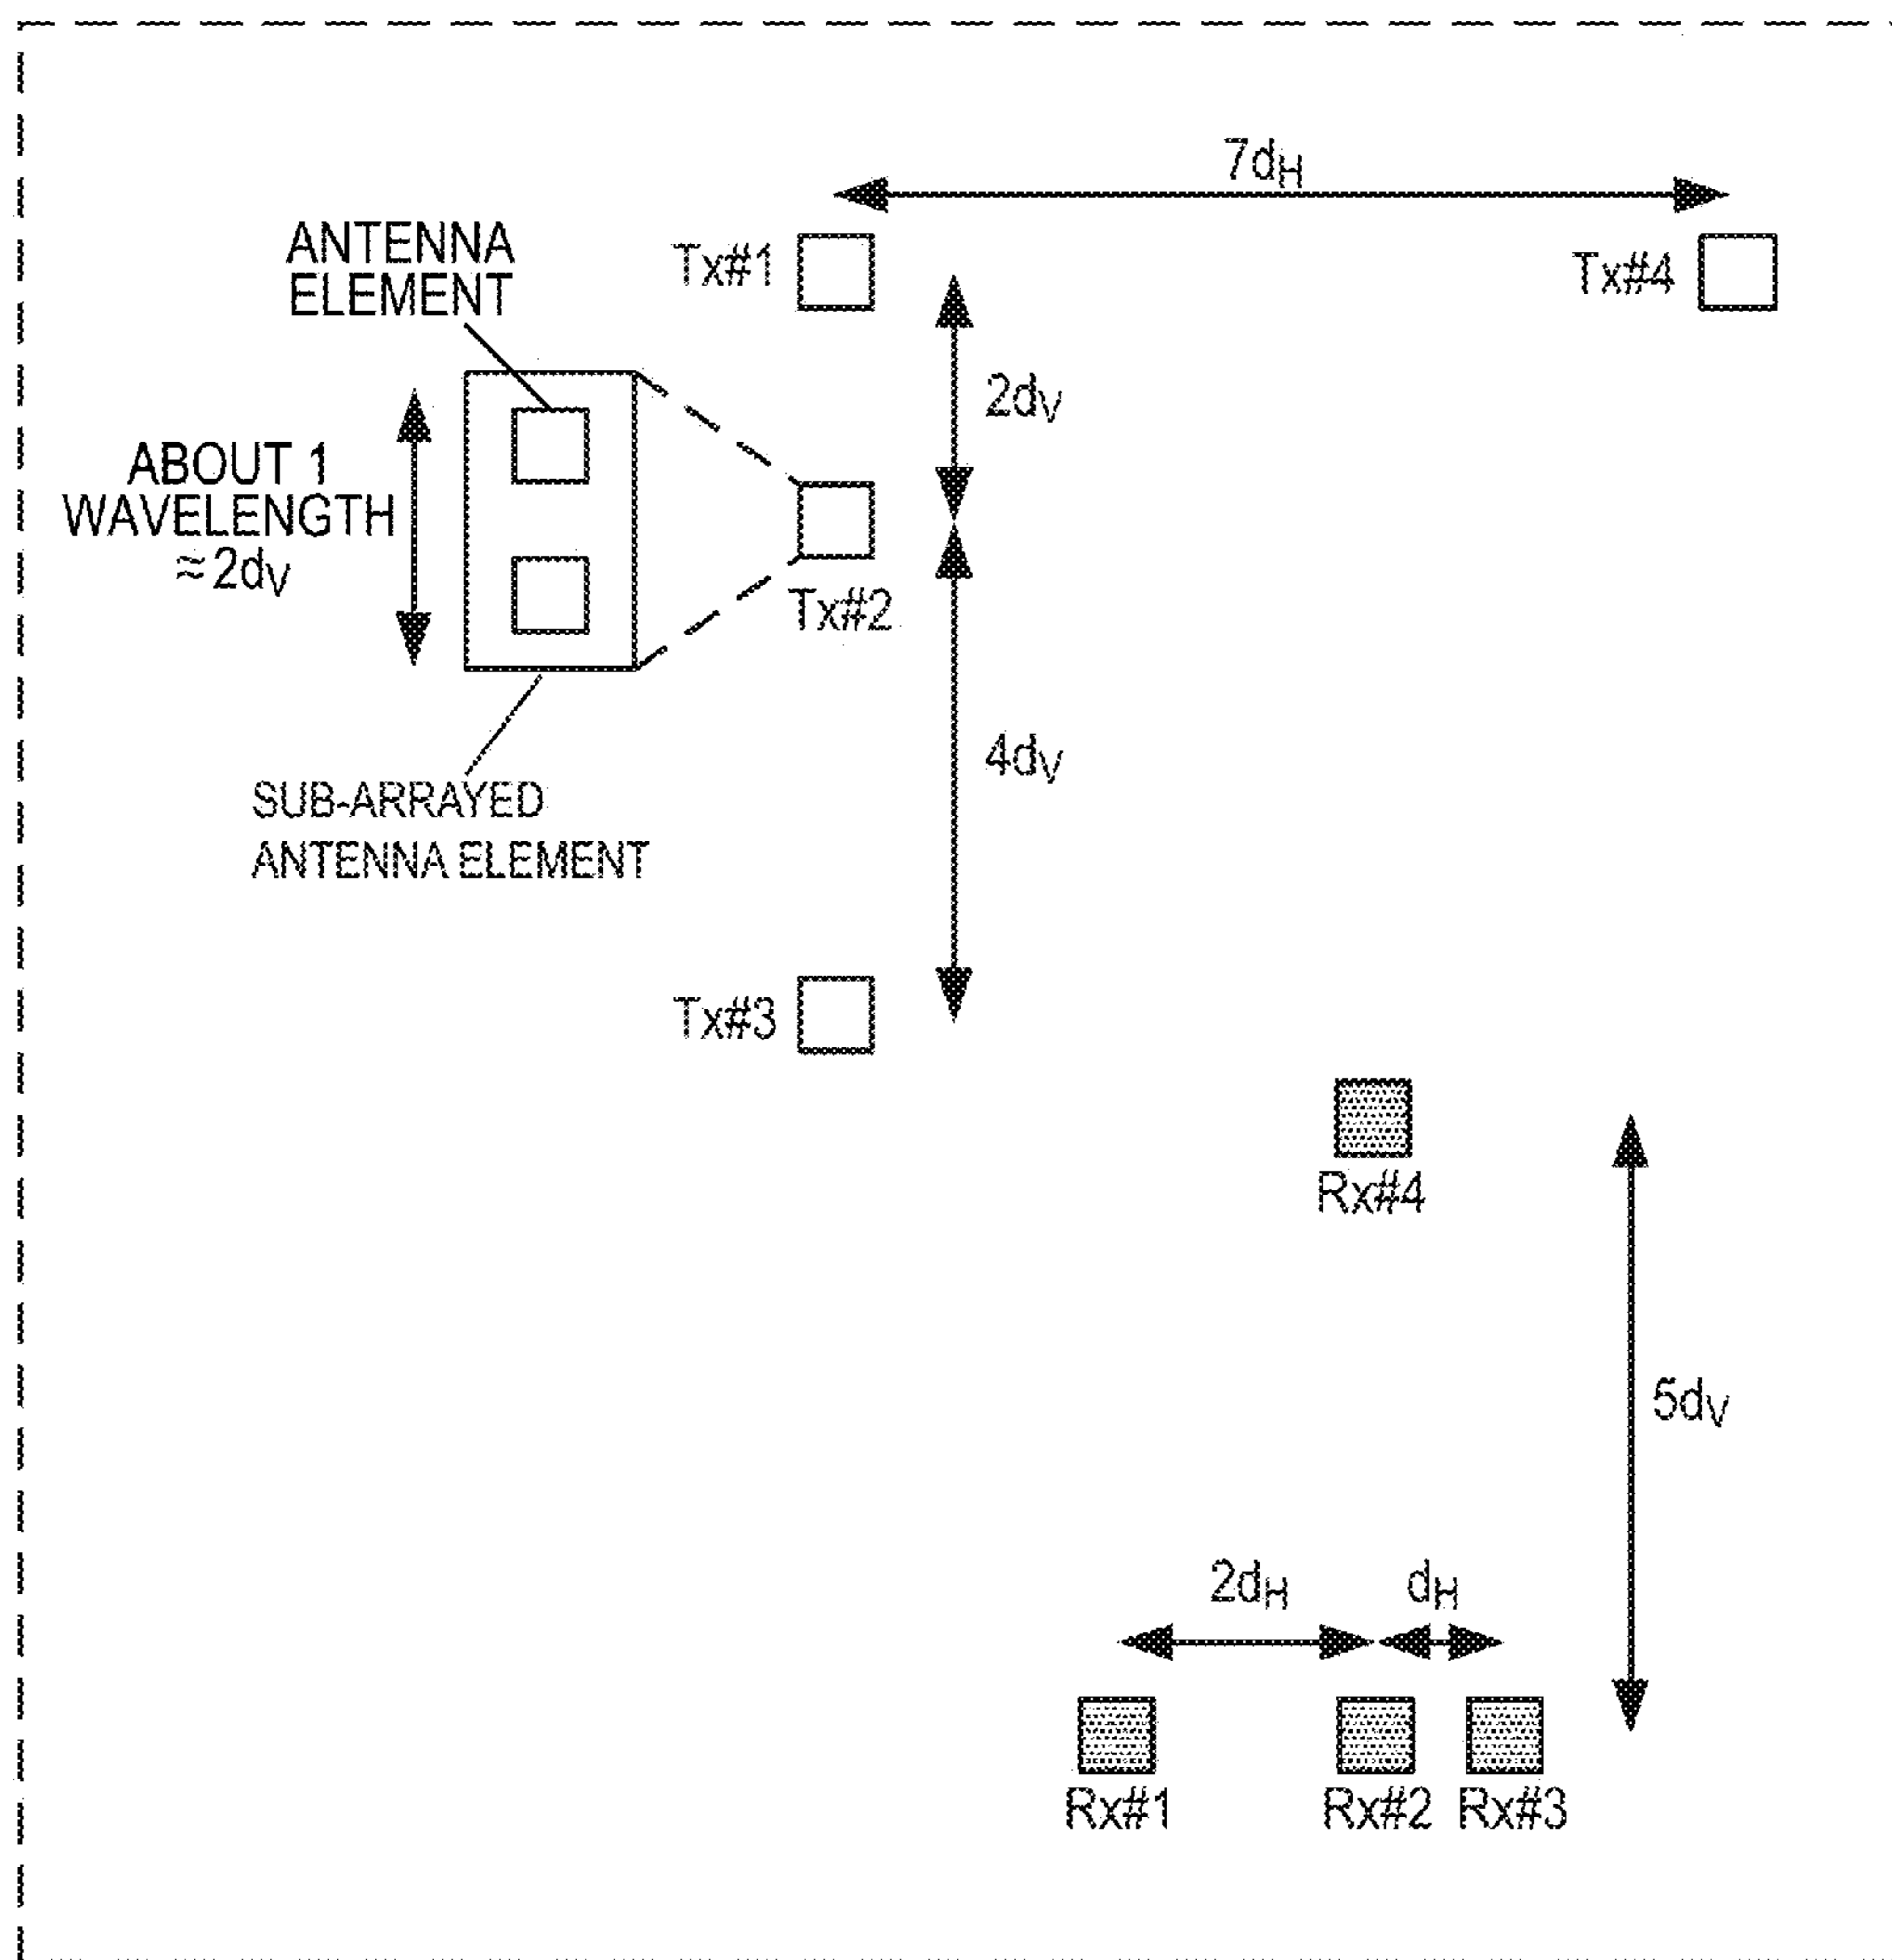 7dH
ANTENNA
ELEMENT
Tx#1
Tx#4
2dV
ABOUT 1
WAVELENGTH
≈2dV
Tx#2
4dV
SUB-ARRAYED
ANTENNA ELEMENT
Tx#3
Rx#4
5dV
2dH
dH
Rx#1
Rx#2
Rx#3